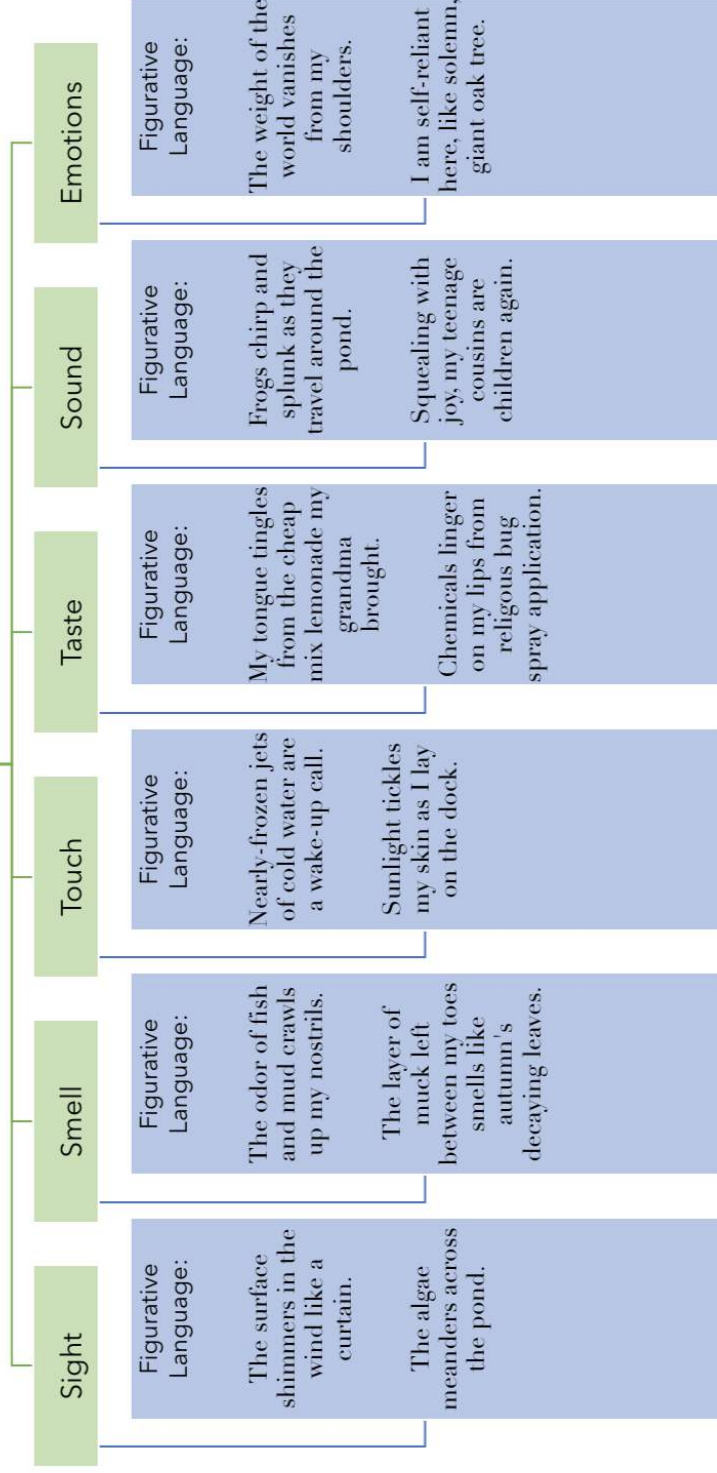 Sight
Figurative
Language:
The surface
shimmers in the
wind like a
curtain.
The algae
meanders across
the pond.
Smell
Figurative
Language:
The odor of fish
and mud crawls
up my nostrils.
The layer of
muck left
between my toes
smells like
autumn's
decaying leaves.
Touch
Figurative
Language:
Nearly-frozen jets
of cold water are
a wake-up call.
Sunlight tickles
my skin as I lay
on the dock.
Taste
Figurative
Language:
My tongue tingles
from the cheap
mix lemonade my
grandma
brought.
Chemicals linger
on my lips from
religous bug
spray application.
Sound
Figurative
Language:
Frogs chirp and
splunk as they
travel around the
pond.
Squealing with
joy, my teenage
cousins are
children again.
Emotions
Figurative
Language:
The weight of the
world vanishes
from my
shoulders.
I am self-reliant
here, like solemn,
giant oak tree.